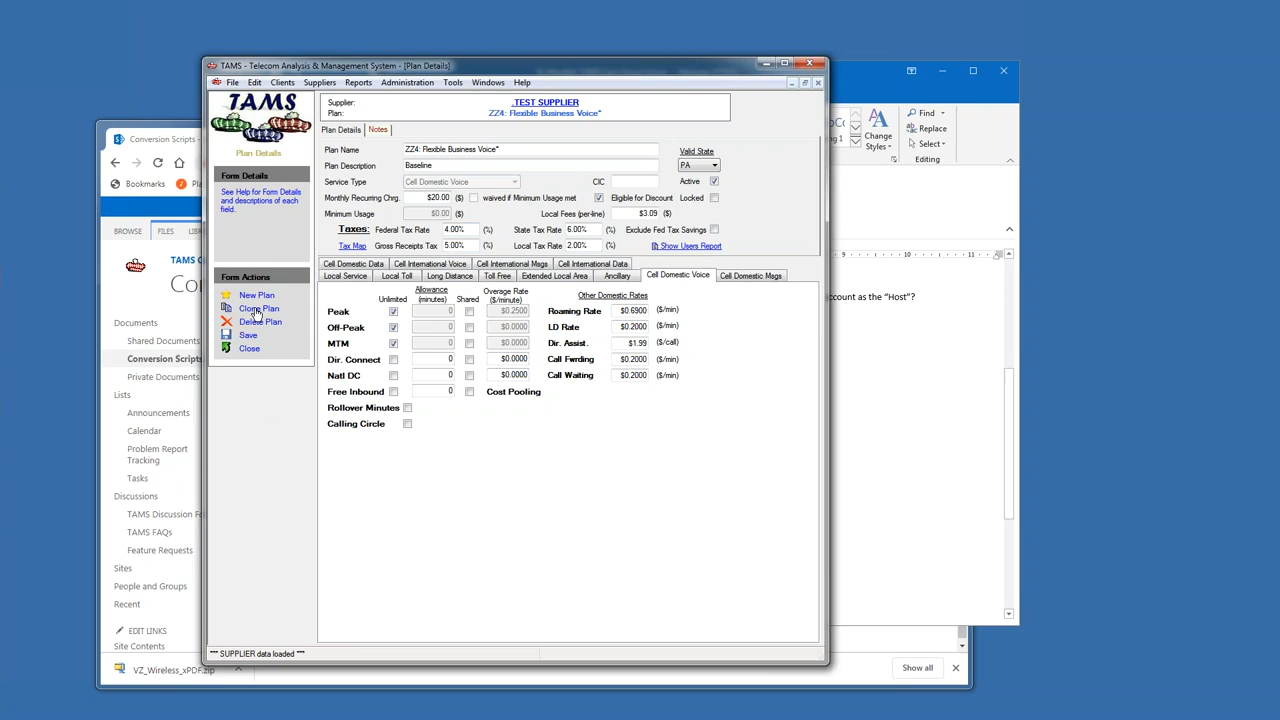 TAMS - Telecom Analysis & Management System - [Plan Details]
File Edit Clients Suppliers Reports Administration Tools Windows Help
TAMS
Plan Details
Form Details
See Help for Form Details
and descriptions of each
field.
Form Actions
New Plan
Clone Plan
Delete Plan
Save
Close
Supplier: .TEST SUPPLIER
Plan: ZZ4: Flexible Business Voice*
Plan Details Notes
Plan Name ZZ4: Flexible Business Voice*
Valid State
Plan Description Baseline PA
Service Type Cell Domestic Voice CIC Active
Monthly Recurring Chrg. $20.00 ($) waived if Minimum Usage met Eligible for Discount Locked
Minimum Usage $0.00 ($) Local Fees (per-line) $3.09 ($)
Taxes: Federal Tax Rate 4.00% (%) State Tax Rate 6.00% (%) Exclude Fed Tax Savings
Tax Map Gross Receipts Tax 5.00% (%) Local Tax Rate 2.00% (%) Show Users Report
Cell Domestic Data Cell International Voice Cell International Msgs Cell International Data
Local Service Local Toll Long Distance Toll Free Extended Local Area Ancillary Cell Domestic Voice Cell Domestic Msgs
Unlimited Allowance (minutes) Shared Overage Rate ($/minute) Other Domestic Rates
Peak 0 $0.2500 Roaming Rate $0.6900 ($/min)
Off-Peak 0 $0.0000 LD Rate $0.2000 ($/min)
MTM 0 $0.0000 Dir. Assist. $1.99 ($/call)
Dir. Connect 0 $0.0000 Call Fwrding $0.2000 ($/min)
Natl DC 0 $0.0000 Call Waiting $0.2000 ($/min)
Free Inbound 0 Cost Pooling
Rollover Minutes
Calling Circle
*** SUPPLIER data loaded ***
Conversion Scripts -
Bookmarks
BROWSE FILES
Documents
Shared Documents
Conversion Scripts
Private Documents
Lists
Announcements
Calendar
Problem Report
Tracking
Tasks
Discussions
TAMS Discussion
TAMS FAQs
Feature Requests
Sites
People and Groups
Recent
EDIT LINKS
Site Contents
VZ_Wireless_xPDF.zip
Show all
Change
Styles
Find
Replace
Select
Editing
9 10 11
account as the “Host”?